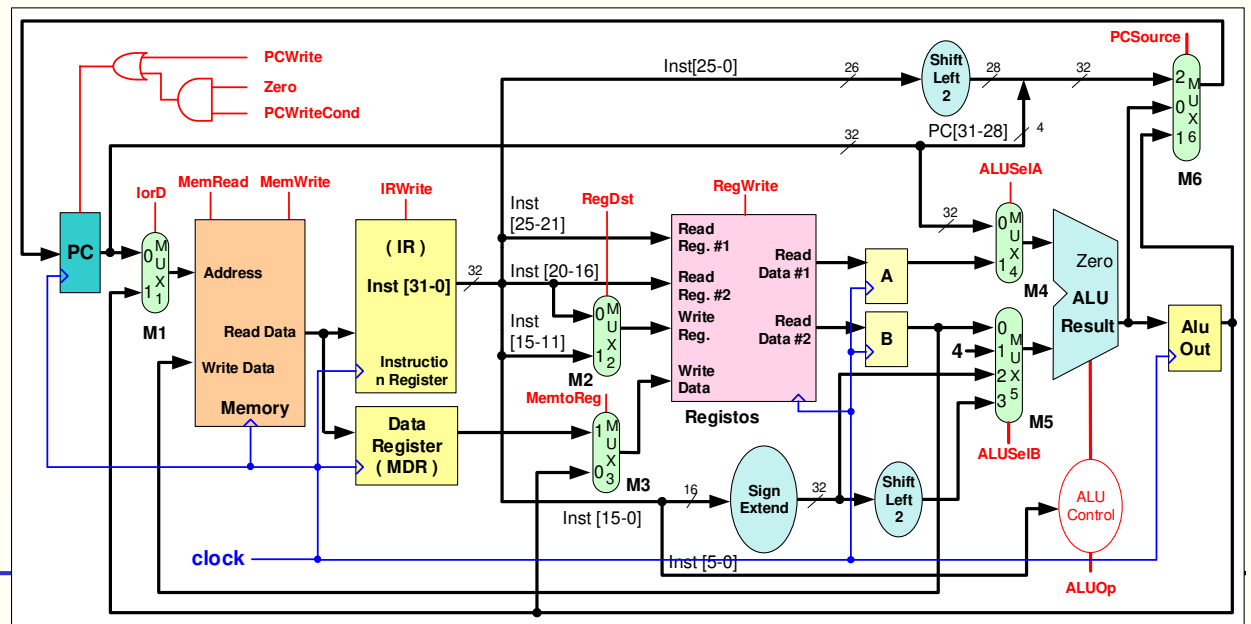 PCWrite
Zero
PCWriteCond
Inst[25-0]
26
Shift
Left
2
28
32
PCSource
2
0
1
M
U
X
6
M6
32
PC[31-28]
4
IorD
MemRead
MemWrite
IRWrite
RegDst
RegWrite
ALUSelA
PC
0
1
M
U
X
1
M1
Address
Read Data
Write Data
Memory
( IR )
Inst [31-0]
Instructio
n Register
32
Data
Register
( MDR )
Inst
[25-21]
Inst [20-16]
Inst
[15-11]
0
1
M
U
X
2
M2
MemtoReg
1
0
M
U
X
3
M3
Read
Reg. #1
Read
Reg. #2
Write
Reg.
Write
Data
Read
Data #1
Read
Data #2
Registos
A
B
32
0
1
M
U
X
4
M4
4
0
1
2
3
M
U
X
5
M5
ALUSelB
Zero
ALU
Result
Alu
Out
16
Inst [15-0]
Sign
Extend
32
Shift
Left
2
ALU
Control
ALUOp
clock
Inst [5-0]